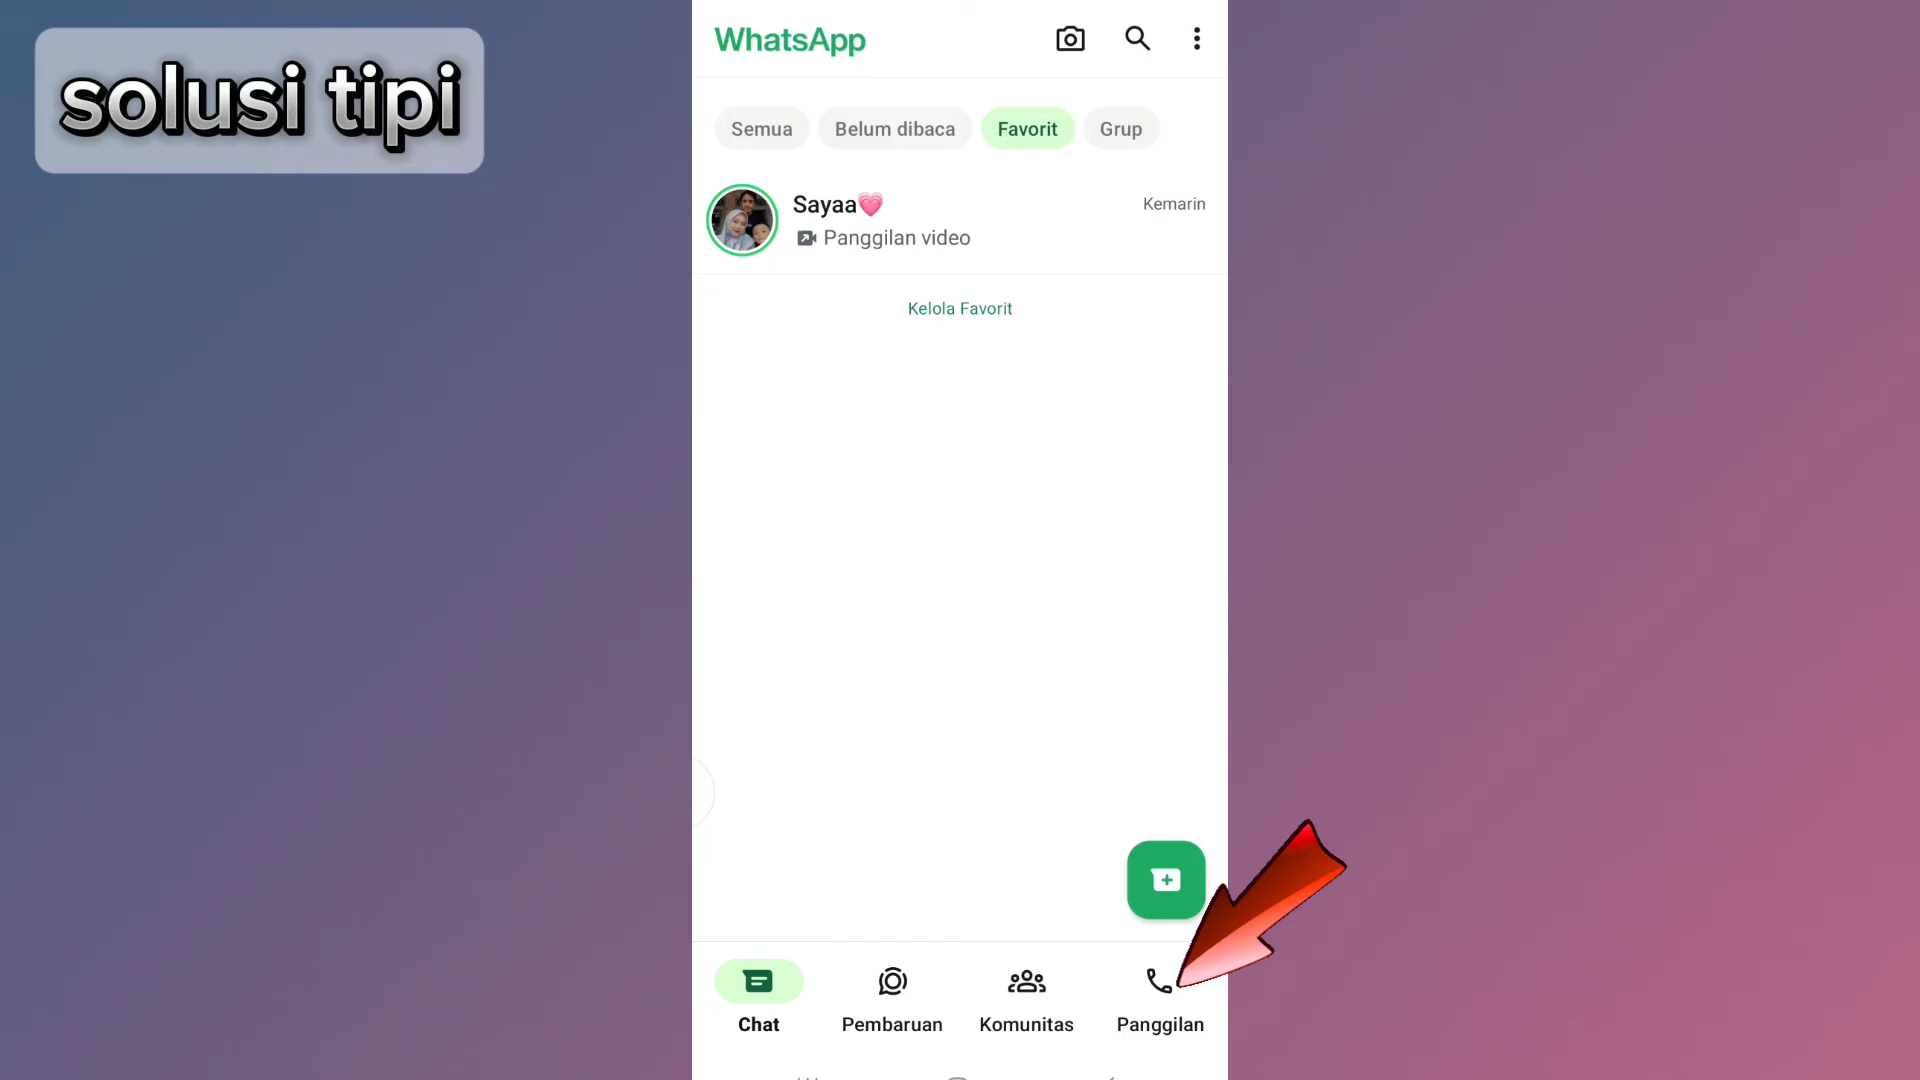 solusi tipi
WhatsApp
Semua
Belum dibaca
Favorit
Grup
Sayaa💗
Kemarin
Panggilan video
Kelola Favorit
Chat
Pembaruan
Komunitas
Panggilan